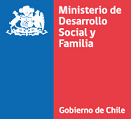 Ministerio de
Desarrollo
Social y
Familia
Gobierno de Chile